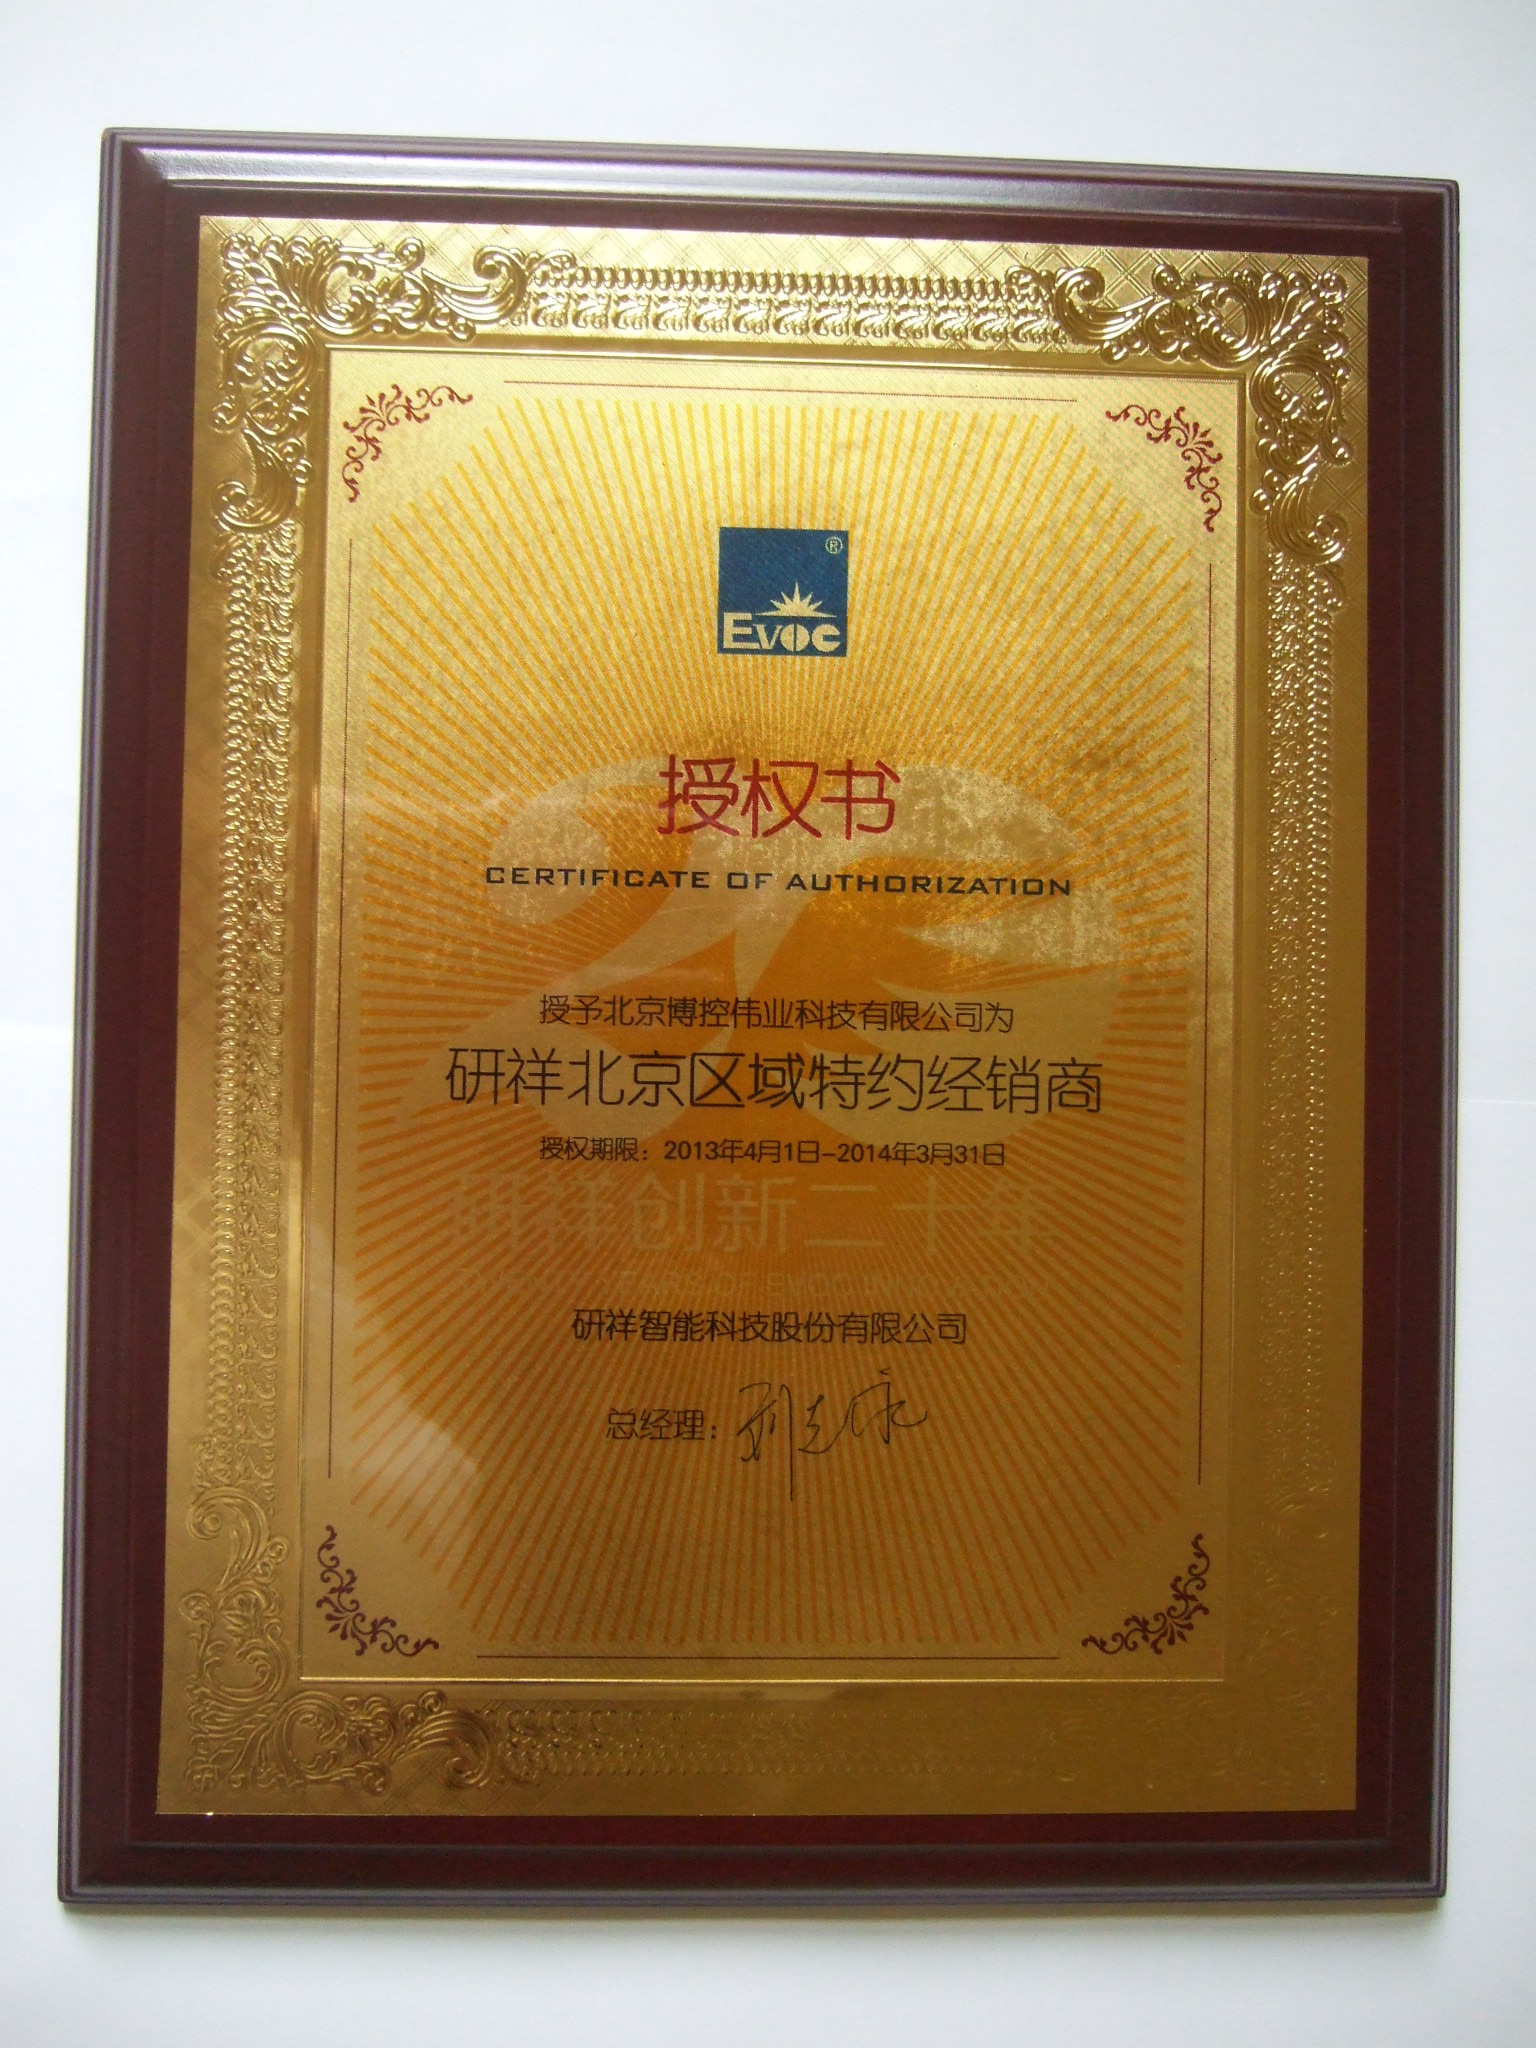 ®
EVOC
授权书
CERTIFICATE OF AUTHORIZATION
授予北京博控伟业科技有限公司为
研祥北京区域特约经销商
授权期限：2013年4月1日-2014年3月31日
研祥创新二十年
YEARS OF EVOC INNOVATION
研祥智能科技股份有限公司
总经理：